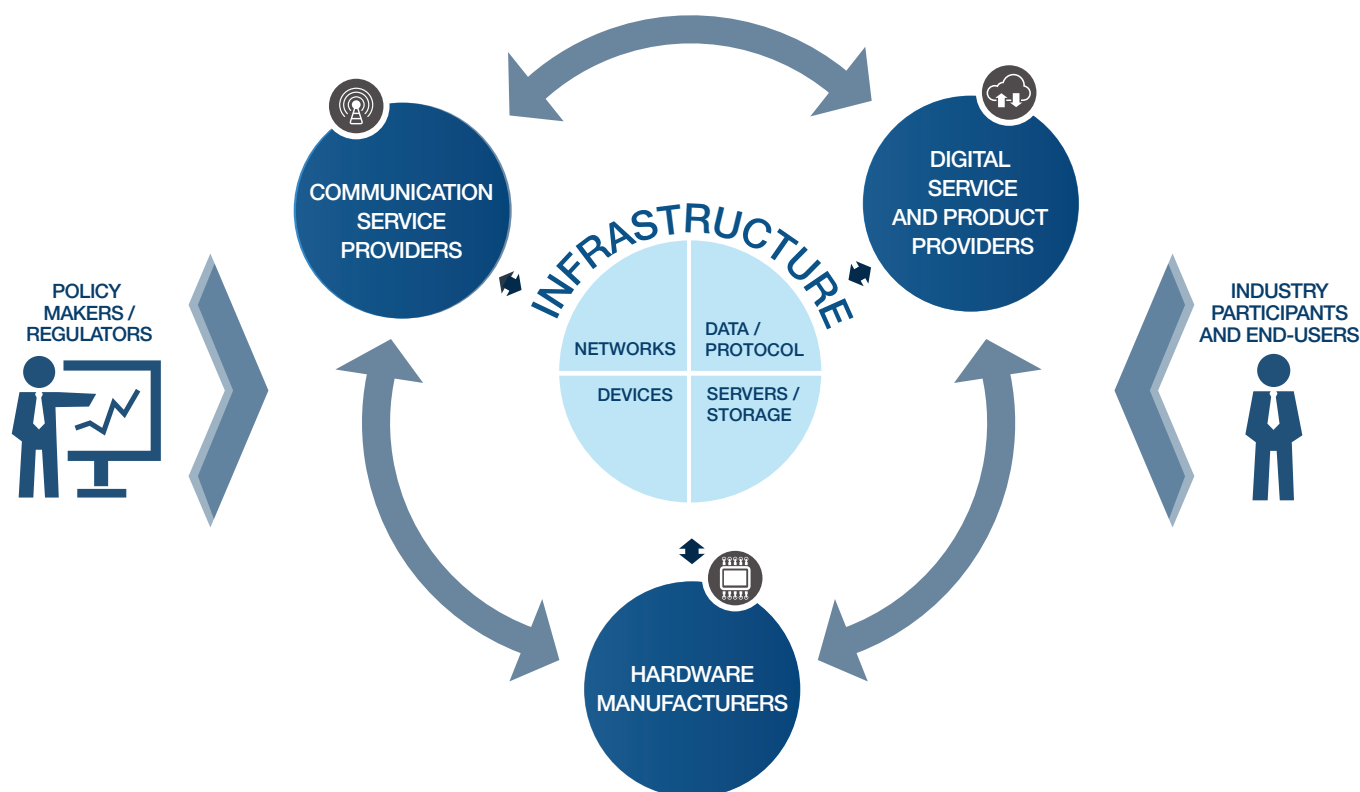 COMMUNICATION
SERVICE
PROVIDERS
DIGITAL
SERVICE
AND PRODUCT
PROVIDERS
INFRASTRUCTURE
NETWORKS
DATA /
PROTOCOL
DEVICES
SERVERS /
STORAGE
POLICY
MAKERS /
REGULATORS
INDUSTRY
PARTICIPANTS
AND END-USERS
HARDWARE
MANUFACTURERS